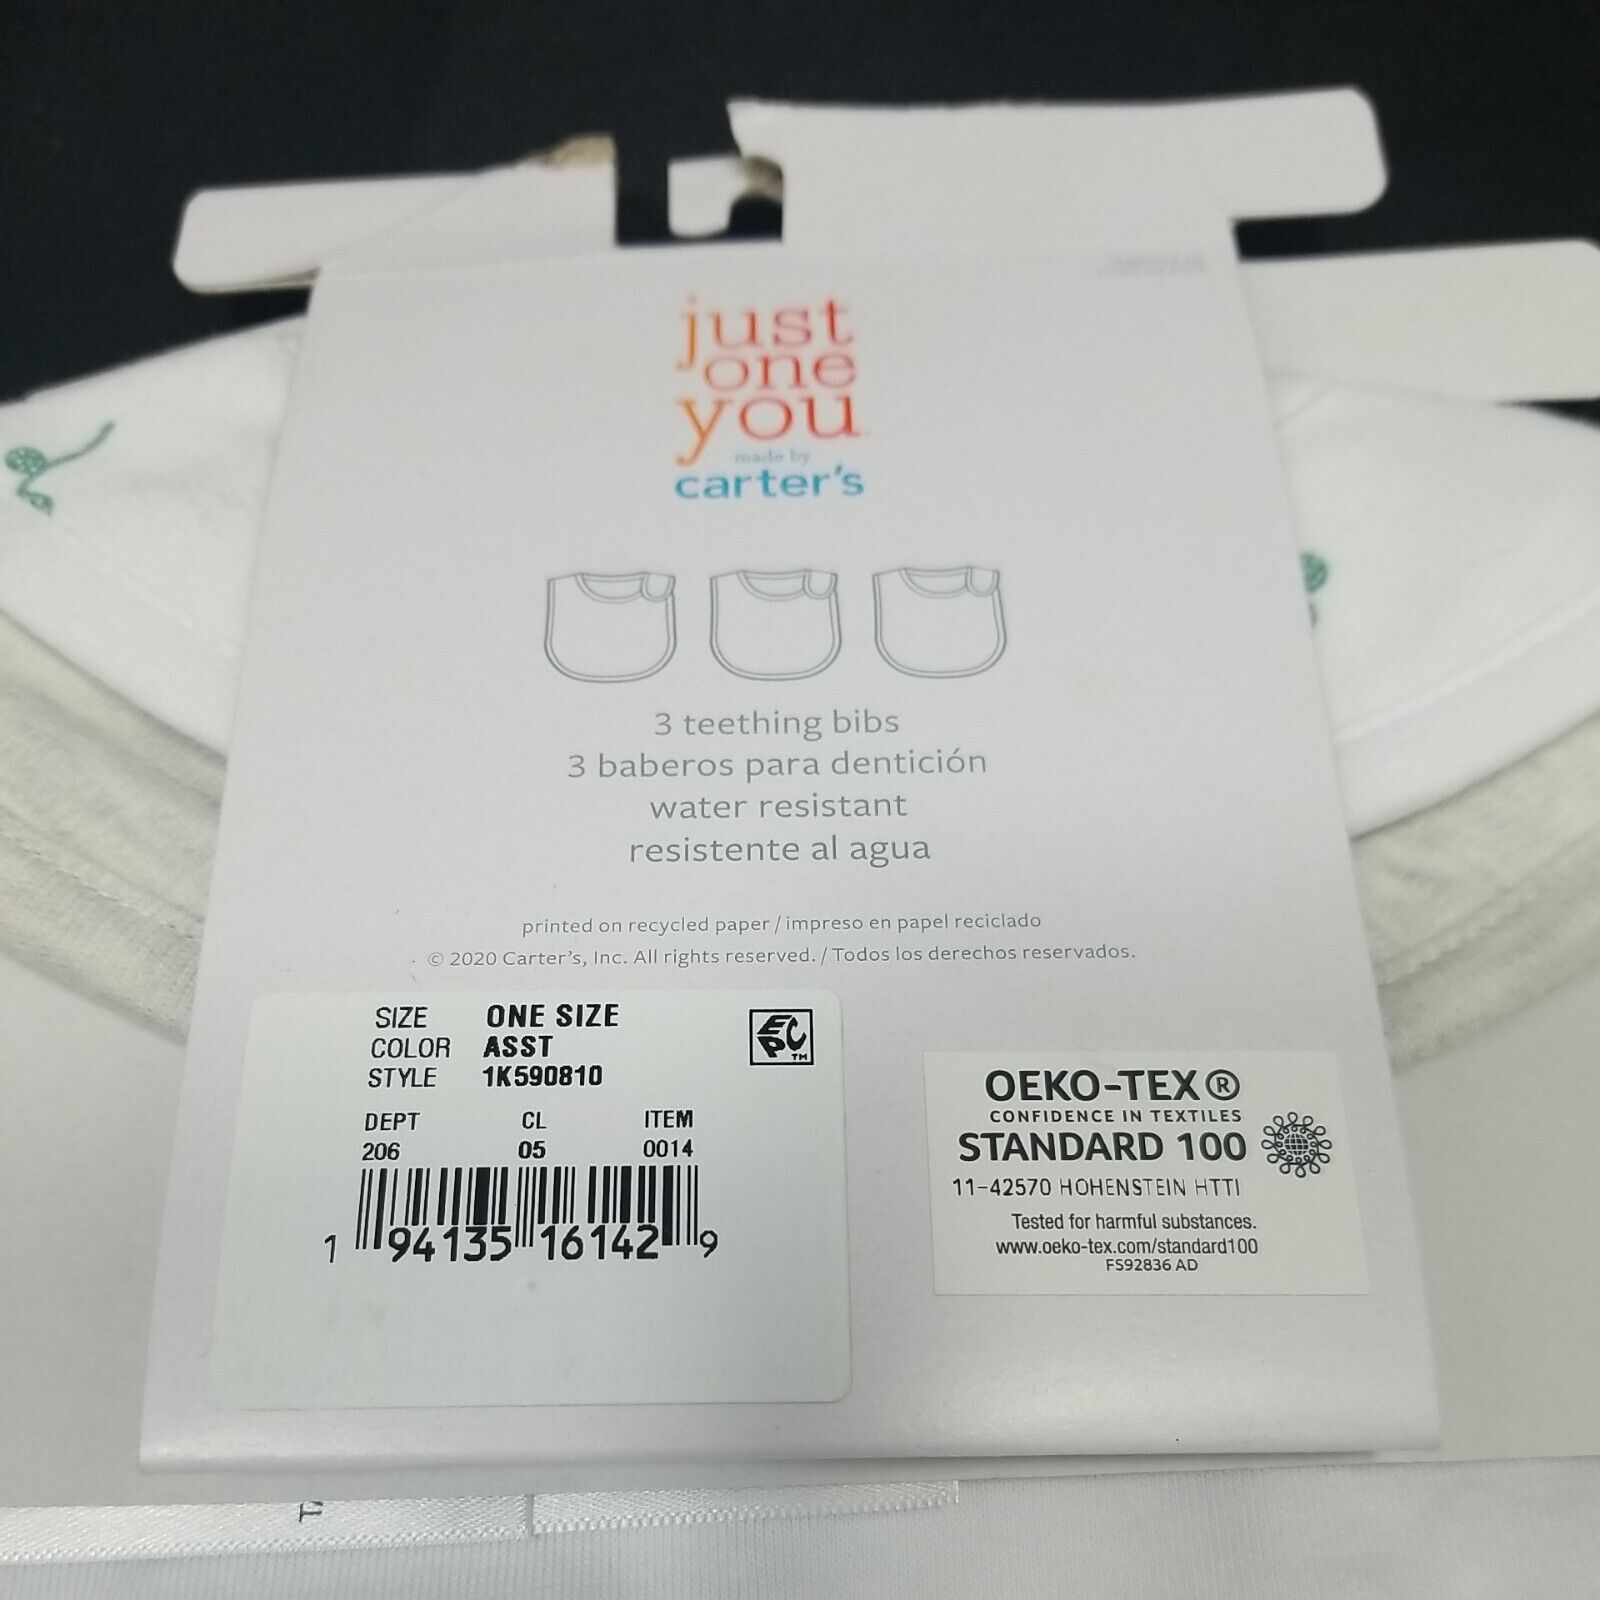 just
one
you
made by
carter's
3 teething bibs
3 baberos para dentición
water resistant
resistente al agua
printed on recycled paper / impreso en papel reciclado
© 2020 Carter's, Inc. All rights reserved. / Todos los derechos reservados.
SIZE ONE SIZE
COLOR ASST
STYLE 1K590810
EPC™
DEPT CL ITEM
206 05 0014
1 94135 16142 9
OEKO-TEX®
CONFIDENCE IN TEXTILES
STANDARD 100
11-42570 HOHENSTEIN HTTI
Tested for harmful substances.
www.oeko-tex.com/standard100
FS92836 AD